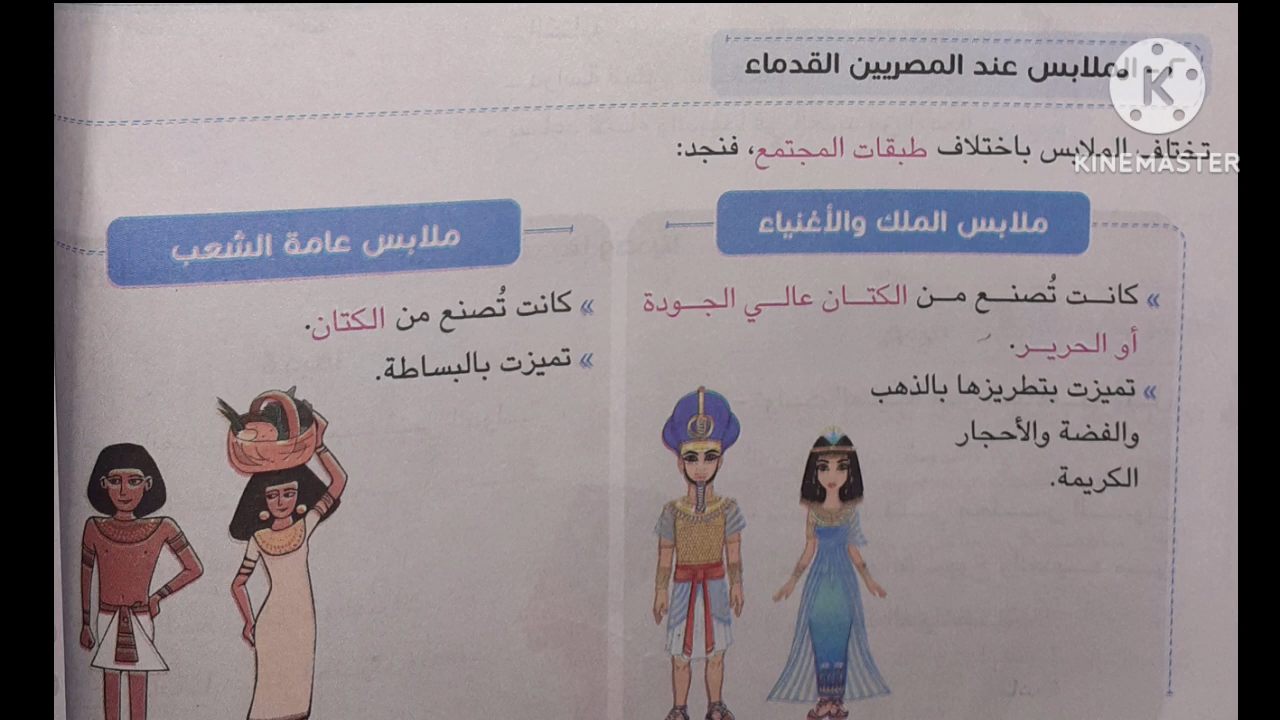 الملابس عند المصريين القدماء
تختلف الملابس باختلاف طبقات المجتمع، فنجد:
KINEMASTER
ملابس الملك والأغنياء
» كانت تُصنع من الكتان عالي الجودة
أو الحرير.
» تميزت بتطريزها بالذهب
والفضة والأحجار
الكريمة.
ملابس عامة الشعب
» كانت تُصنع من الكتان.
» تميزت بالبساطة.